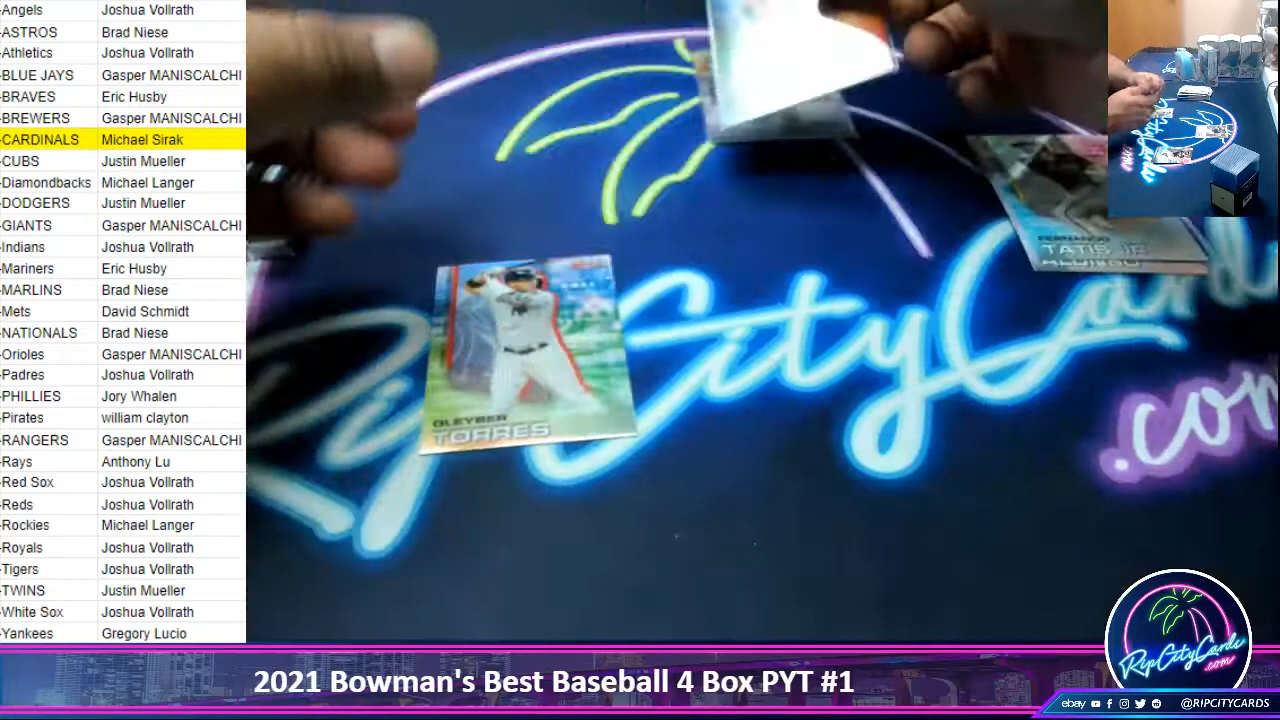 -Angels Joshua Vollrath
-ASTROS Brad Niese
-Athletics Joshua Vollrath
-BLUE JAYS Gasper MANISCALCHI
-BRAVES Eric Husby
-BREWERS Gasper MANISCALCHI
-CARDINALS Michael Sirak
-CUBS Justin Mueller
-Diamondbacks Michael Langer
-DODGERS Justin Mueller
-GIANTS Gasper MANISCALCHI
-Indians Joshua Vollrath
-Mariners Eric Husby
-MARLINS Brad Niese
-Mets David Schmidt
-NATIONALS Brad Niese
-Orioles Gasper MANISCALCHI
-Padres Joshua Vollrath
-PHILLIES Jory Whalen
-Pirates william clayton
-RANGERS Gasper MANISCALCHI
-Rays Anthony Lu
-Red Sox Joshua Vollrath
-Reds Joshua Vollrath
-Rockies Michael Langer
-Royals Joshua Vollrath
-Tigers Joshua Vollrath
-TWINS Justin Mueller
-White Sox Joshua Vollrath
-Yankees Gregory Lucio
FERNANDO
TATIS JR
ALONSO
GLEYBER
TORRES
RipCityCards
.com
RipCityCards
.com
2021 Bowman's Best Baseball 4 Box PYT #1
ebay @RIPCITYCARDS